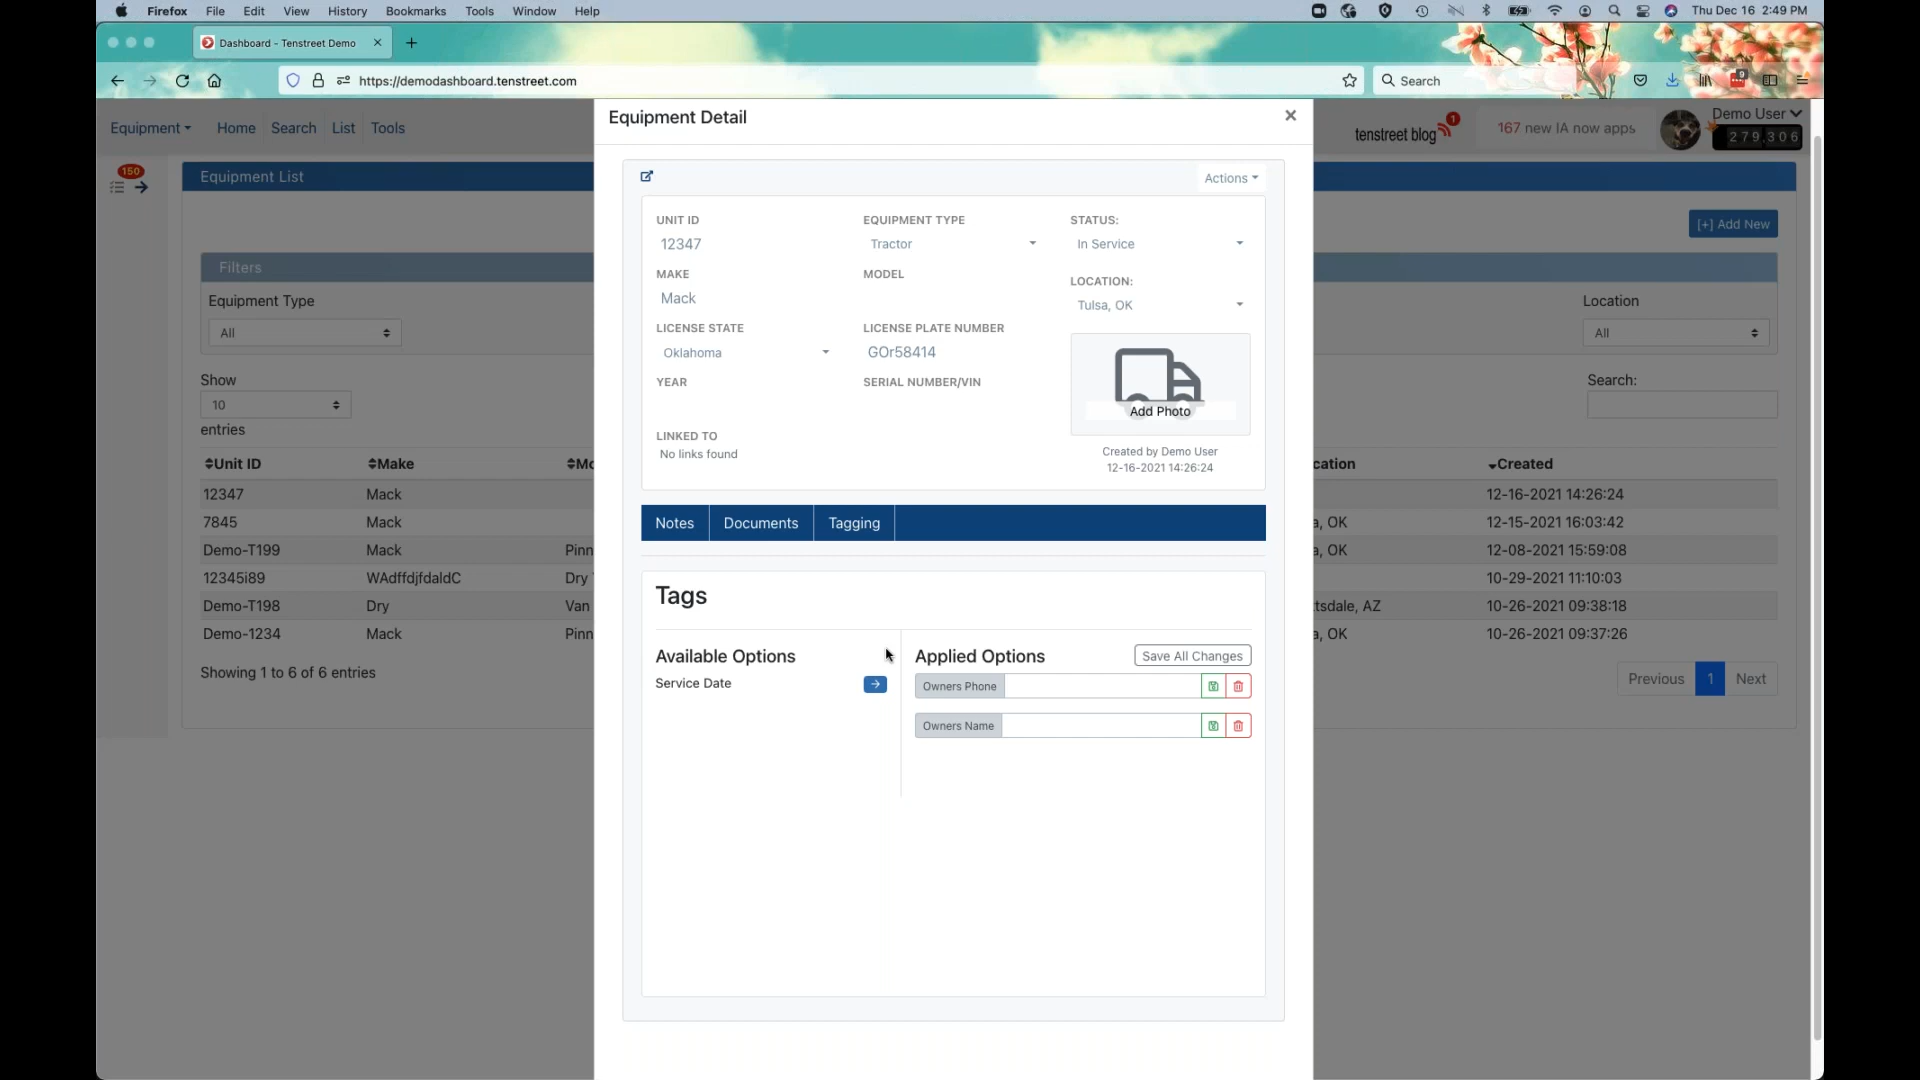 Firefox File Edit View History Bookmarks Tools Window Help Thu Dec 16 2:49 PM
Dashboard - Tenstreet Demo
https://demodashboard.tenstreet.com Search 9
Equipment Detail
Equipment Home Search List Tools tenstreet blog 1 167 new IA now apps Demo User 279,306
150
Equipment List
Actions
[+] Add New
UNIT ID EQUIPMENT TYPE STATUS:
12347 Tractor In Service
Filters
MAKE MODEL LOCATION:
Mack Tulsa, OK
Equipment Type Location
All All
LICENSE STATE LICENSE PLATE NUMBER
Oklahoma GOr58414
YEAR SERIAL NUMBER/VIN
Show Search:
10
entries
Add Photo
LINKED TO
No links found
Created by Demo User
12-16-2021 14:26:24
Unit ID Make Mo cation Created
12347 Mack 12-16-2021 14:26:24
7845 Mack a, OK 12-15-2021 16:03:42
Demo-T199 Mack Pinn a, OK 12-08-2021 15:59:08
12345i89 WAdffdjfdaldC Dry 10-29-2021 11:10:03
Demo-T198 Dry Van tsdale, AZ 10-26-2021 09:38:18
Demo-1234 Mack Pinn a, OK 10-26-2021 09:37:26
Showing 1 to 6 of 6 entries Previous 1 Next
Notes Documents Tagging
Tags
Available Options Applied Options Save All Changes
Service Date Owners Phone
Owners Name